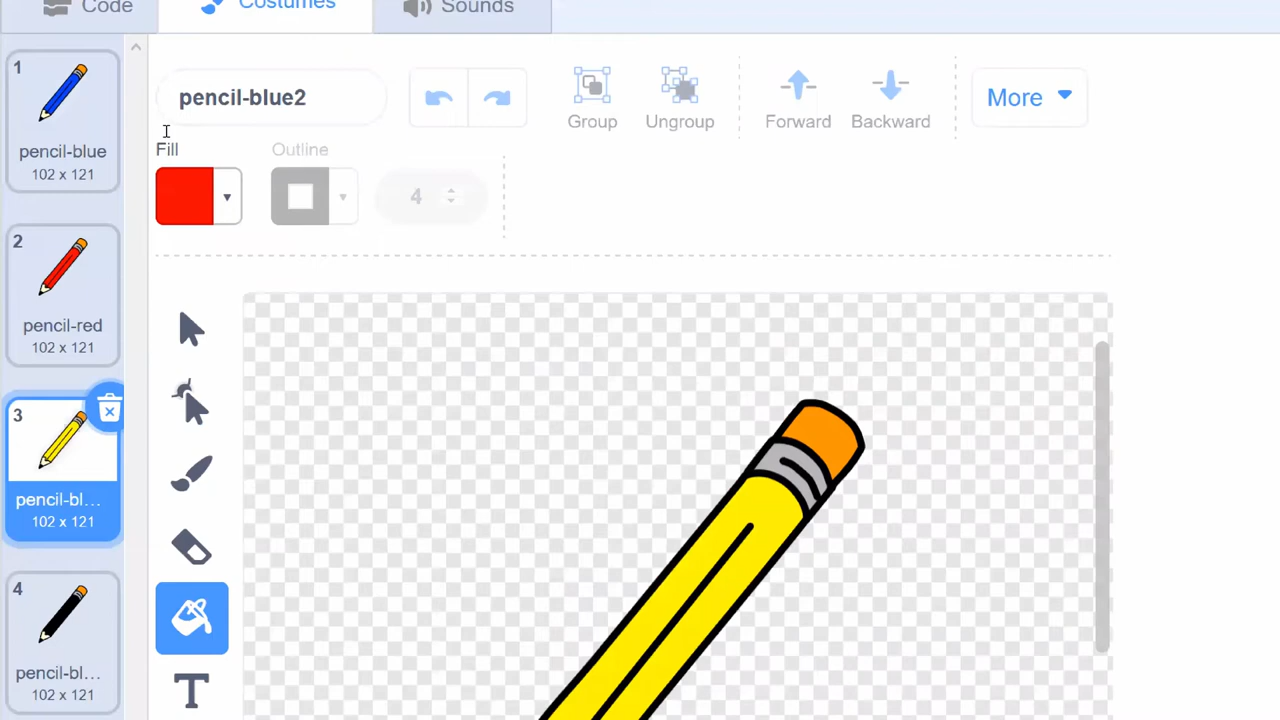 Code
Costumes
Sounds
1
pencil-blue
102 x 121
2
pencil-red
102 x 121
3
pencil-bl...
102 x 121
4
pencil-bl...
102 x 121
pencil-blue2
Group
Ungroup
Forward
Backward
More
Fill
Outline
4
T